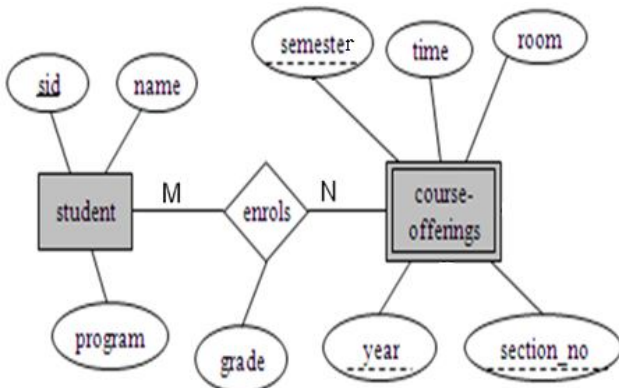 semester
time
room
sid
name
student
M
enrols
N
course-
offerings
program
grade
year
section_no